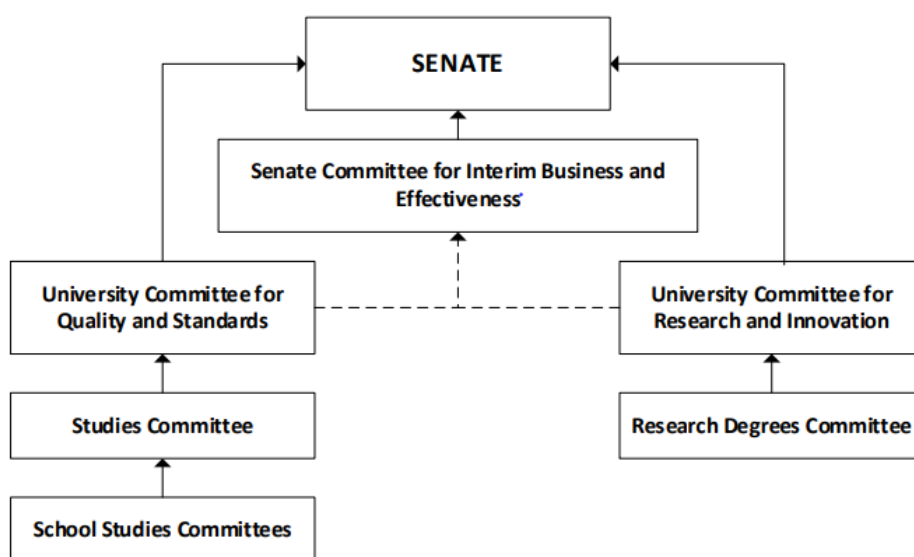 SENATE
Senate Committee for Interim Business and
Effectiveness
University Committee for
Quality and Standards
University Committee for
Research and Innovation
Studies Committee
Research Degrees Committee
School Studies Committees